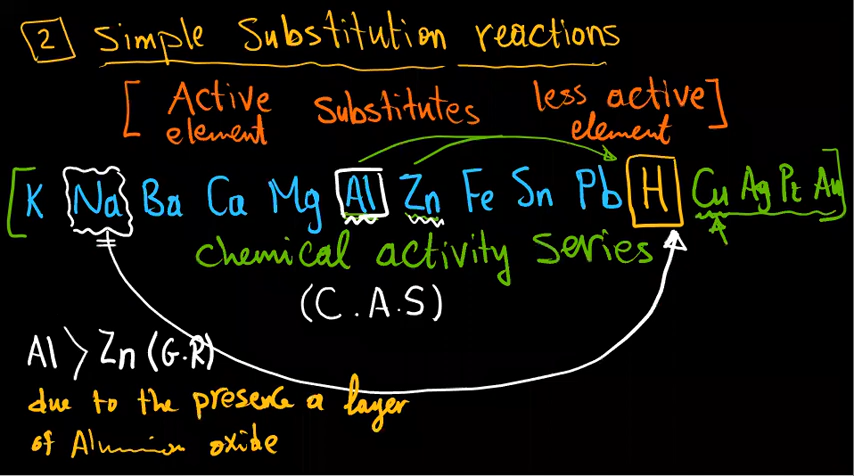 2 Simple Substitution reactions
[ Active element substitutes less active element ]
[ K Na Ba Ca Mg Al Zn Fe Sn Pb H Cu Ag Pt Au ]
chemical activity series
(C.A.S)
Al > Zn (G.R)
due to the presence a layer
of Aluminion oxide